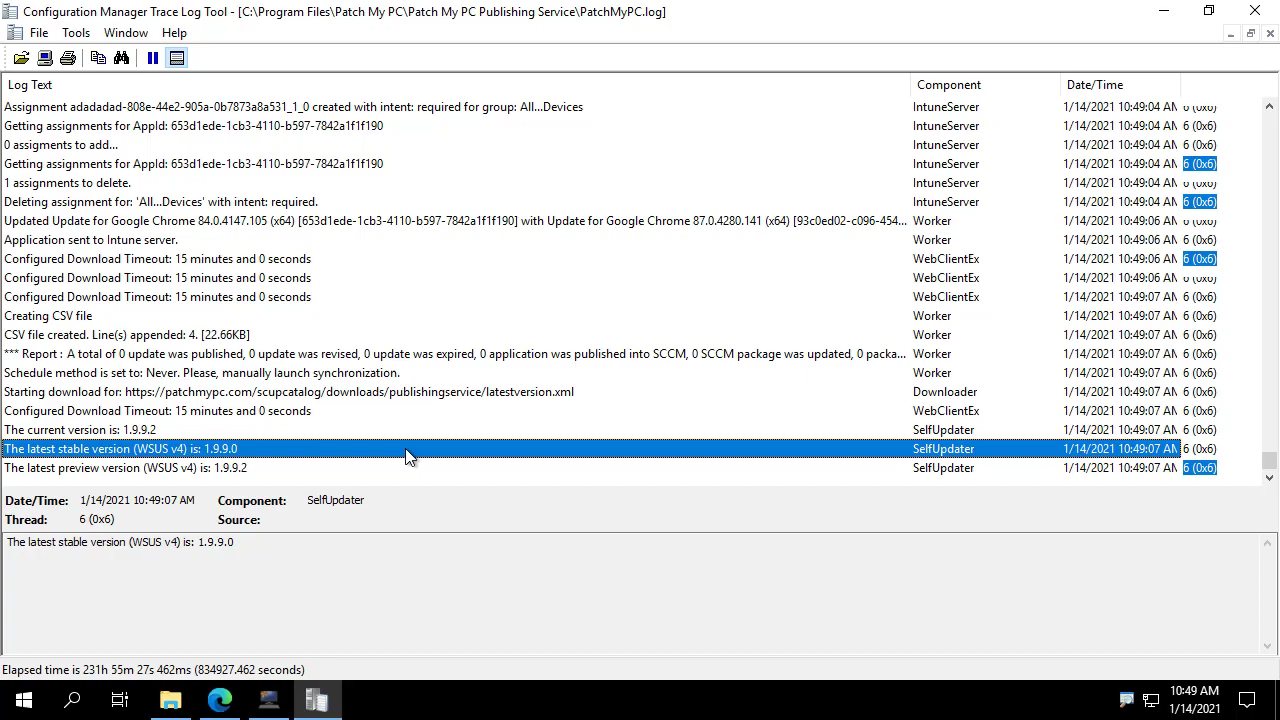 Configuration Manager Trace Log Tool - [C:\Program Files\Patch My PC\Patch My PC Publishing Service\PatchMyPC.log]
File Tools Window Help
Log Text Component Date/Time
Assignment adadadad-808e-44e2-905a-0b7873a8a531_1_0 created with intent: required for group: All...Devices IntuneServer 1/14/2021 10:49:04 AM 6 (0x6)
Getting assignments for AppId: 653d1ede-1cb3-4110-b597-7842a1f1f190 IntuneServer 1/14/2021 10:49:04 AM 6 (0x6)
0 assigments to add... IntuneServer 1/14/2021 10:49:04 AM 6 (0x6)
Getting assignments for AppId: 653d1ede-1cb3-4110-b597-7842a1f1f190 IntuneServer 1/14/2021 10:49:04 AM 6 (0x6)
1 assignments to delete. IntuneServer 1/14/2021 10:49:04 AM 6 (0x6)
Deleting assignment for: 'All...Devices' with intent: required. IntuneServer 1/14/2021 10:49:04 AM 6 (0x6)
Updated Update for Google Chrome 84.0.4147.105 (x64) [653d1ede-1cb3-4110-b597-7842a1f1f190] with Update for Google Chrome 87.0.4280.141 (x64) [93c0ed02-c096-454... Worker 1/14/2021 10:49:06 AM 6 (0x6)
Application sent to Intune server. Worker 1/14/2021 10:49:06 AM 6 (0x6)
Configured Download Timeout: 15 minutes and 0 seconds WebClientEx 1/14/2021 10:49:06 AM 6 (0x6)
Configured Download Timeout: 15 minutes and 0 seconds WebClientEx 1/14/2021 10:49:06 AM 6 (0x6)
Configured Download Timeout: 15 minutes and 0 seconds WebClientEx 1/14/2021 10:49:07 AM 6 (0x6)
Creating CSV file Worker 1/14/2021 10:49:07 AM 6 (0x6)
CSV file created. Line(s) appended: 4. [22.66KB] Worker 1/14/2021 10:49:07 AM 6 (0x6)
*** Report : A total of 0 update was published, 0 update was revised, 0 update was expired, 0 application was published into SCCM, 0 SCCM package was updated, 0 packa... Worker 1/14/2021 10:49:07 AM 6 (0x6)
Schedule method is set to: Never. Please, manually launch synchronization. Worker 1/14/2021 10:49:07 AM 6 (0x6)
Starting download for: https://patchmypc.com/scupcatalog/downloads/publishingservice/latestversion.xml Downloader 1/14/2021 10:49:07 AM 6 (0x6)
Configured Download Timeout: 15 minutes and 0 seconds WebClientEx 1/14/2021 10:49:07 AM 6 (0x6)
The current version is: 1.9.9.2 SelfUpdater 1/14/2021 10:49:07 AM 6 (0x6)
The latest stable version (WSUS v4) is: 1.9.9.0 SelfUpdater 1/14/2021 10:49:07 AM 6 (0x6)
The latest preview version (WSUS v4) is: 1.9.9.2 SelfUpdater 1/14/2021 10:49:07 AM 6 (0x6)
Date/Time: 1/14/2021 10:49:07 AM Component: SelfUpdater
Thread: 6 (0x6) Source:
The latest stable version (WSUS v4) is: 1.9.9.0
Elapsed time is 231h 55m 27s 462ms (834927.462 seconds)
10:49 AM
1/14/2021